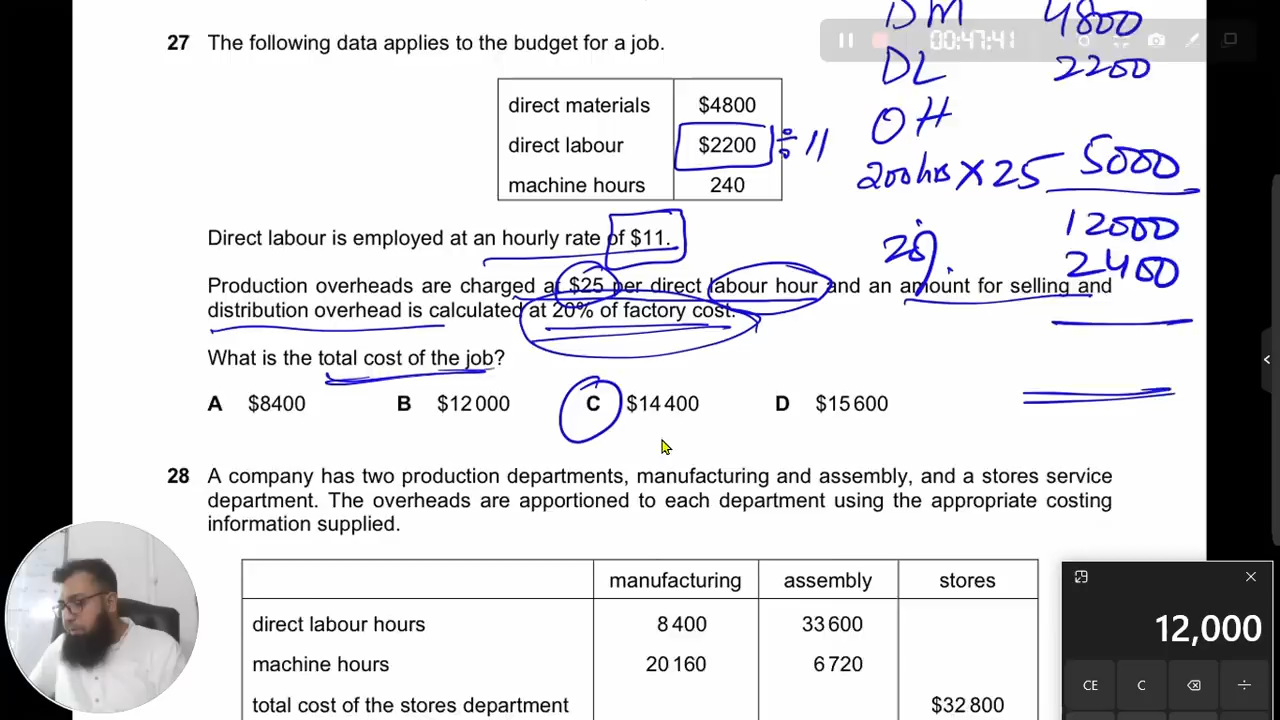 DM 4800
00:47:41
27 The following data applies to the budget for a job.
DL 2200
direct materials $4800
OH
direct labour $2200 ÷ 11
200hrs × 25 5000
machine hours 240
12000
Direct labour is employed at an hourly rate of $11.
20% 2400
Production overheads are charged at $25 per direct labour hour and an amount for selling and
distribution overhead is calculated at 20% of factory cost.
What is the total cost of the job?
A $8400 B $12 000 C $14 400 D $15 600
28 A company has two production departments, manufacturing and assembly, and a stores service
department. The overheads are apportioned to each department using the appropriate costing
information supplied.
manufacturing assembly stores
direct labour hours 8 400 33 600
machine hours 20 160 6 720
total cost of the stores department $32 800
12,000
CE C ÷